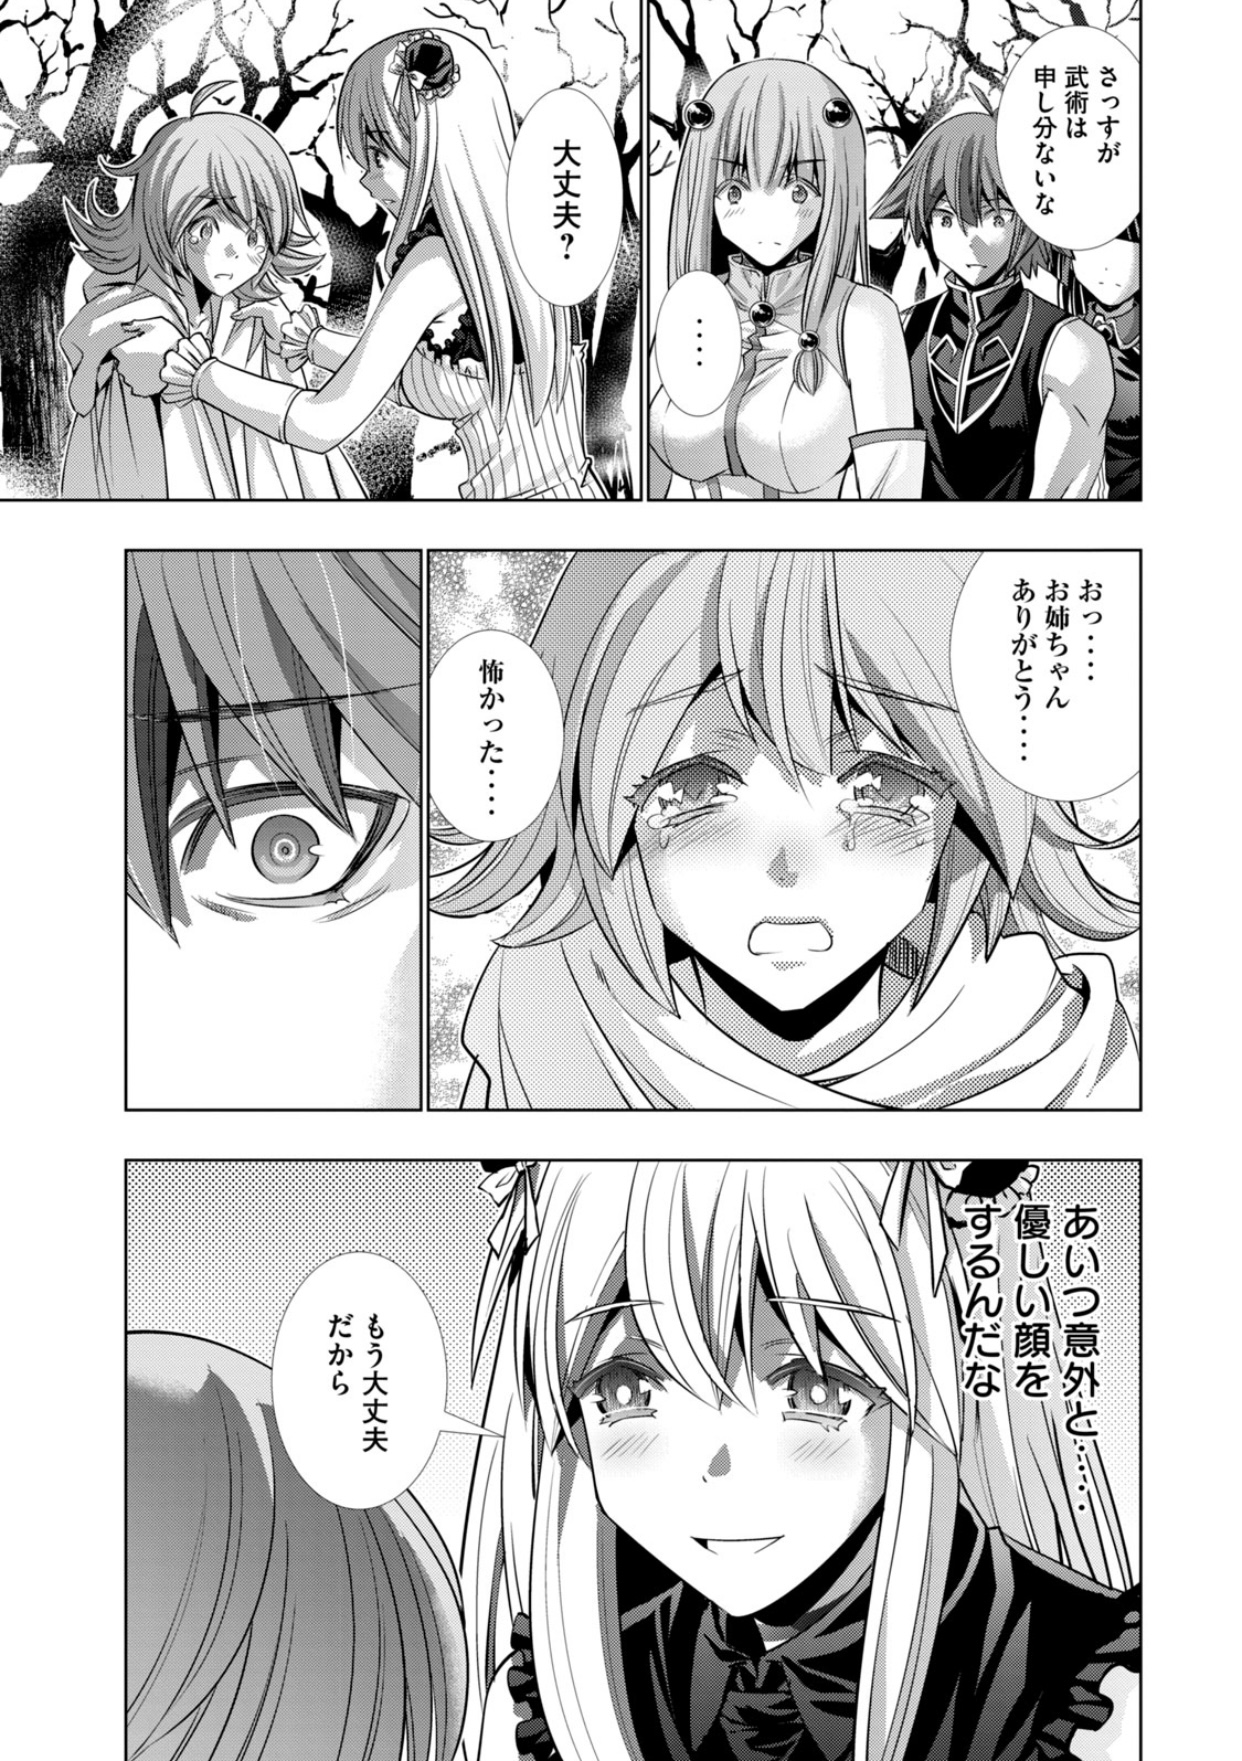 さっすが
武術は
申し分ないな
・・・
大丈夫？
おっ‥‥
お姉ちゃん
ありがとう‥‥
怖かった‥‥
あいつ意外と‥‥
優しい顔を
するんだな
もう大丈夫
だから